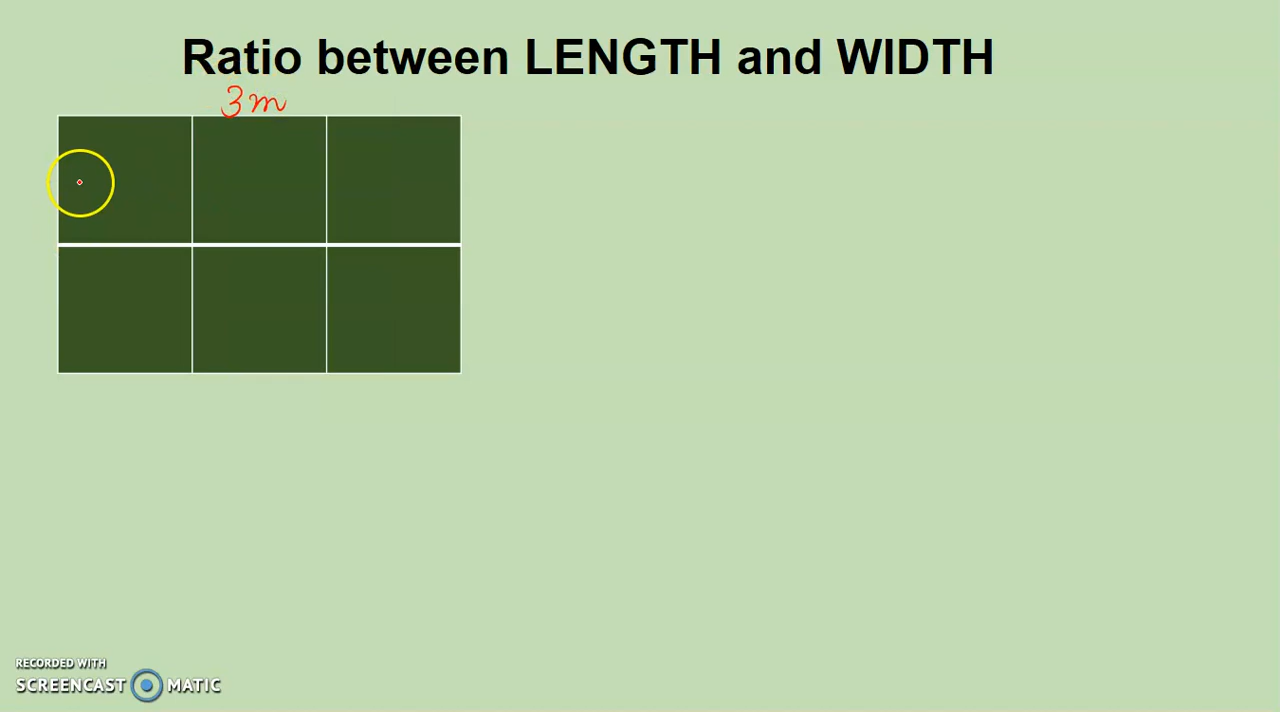 Ratio between LENGTH and WIDTH
3m
RECORDED WITH
SCREENCAST MATIC